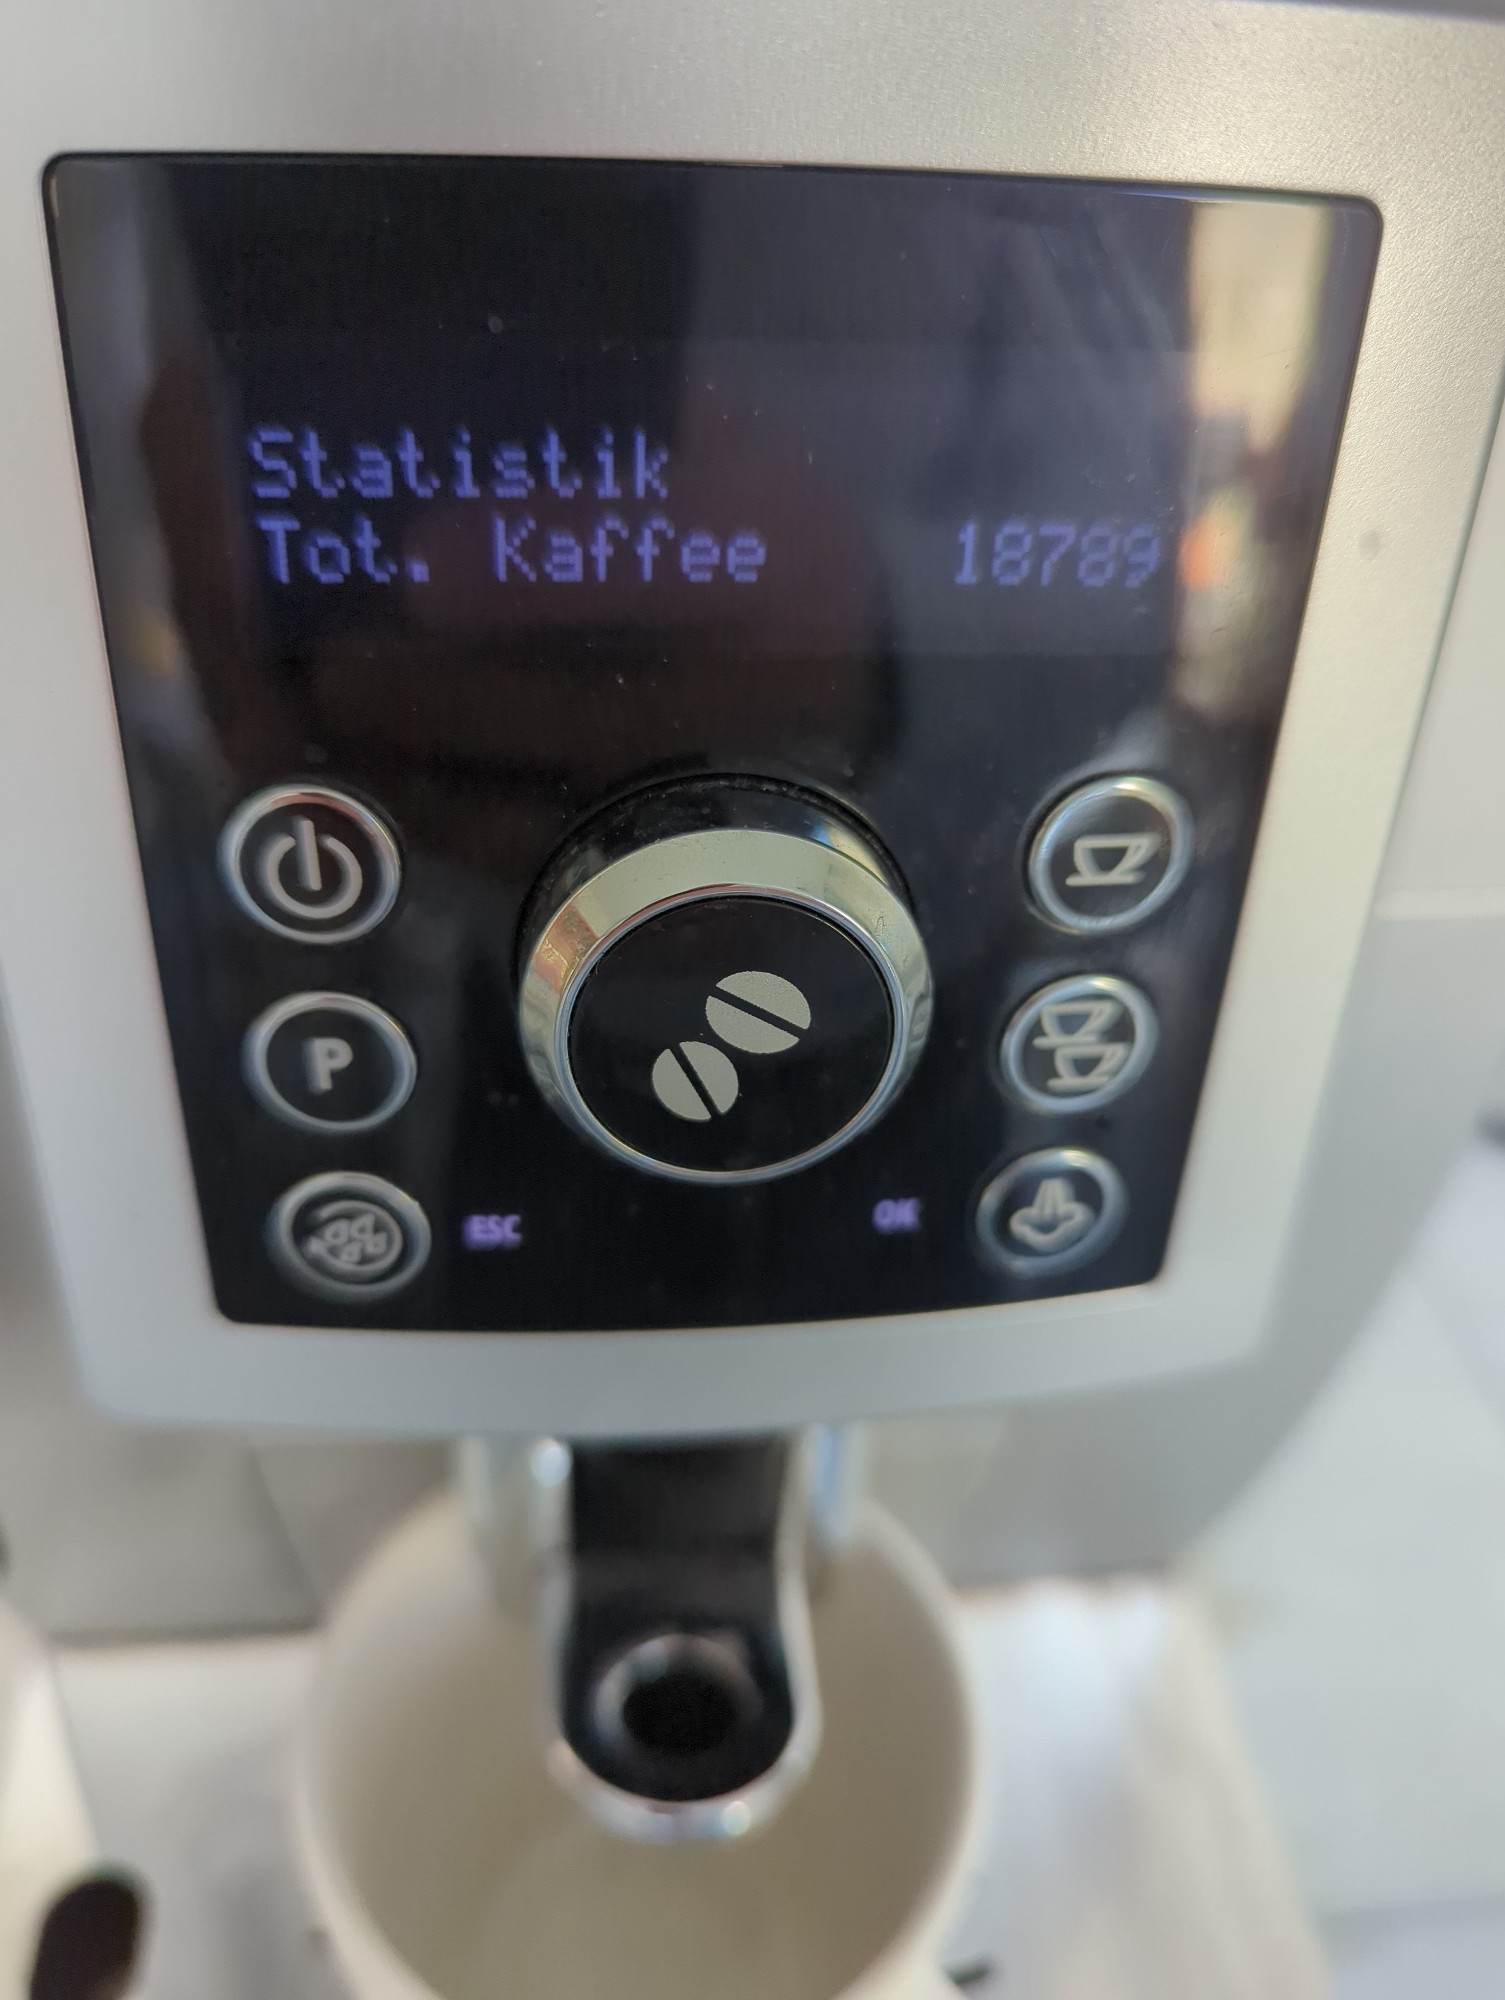 Statistik
Tot. Kaffee 18789
P
ESC OK